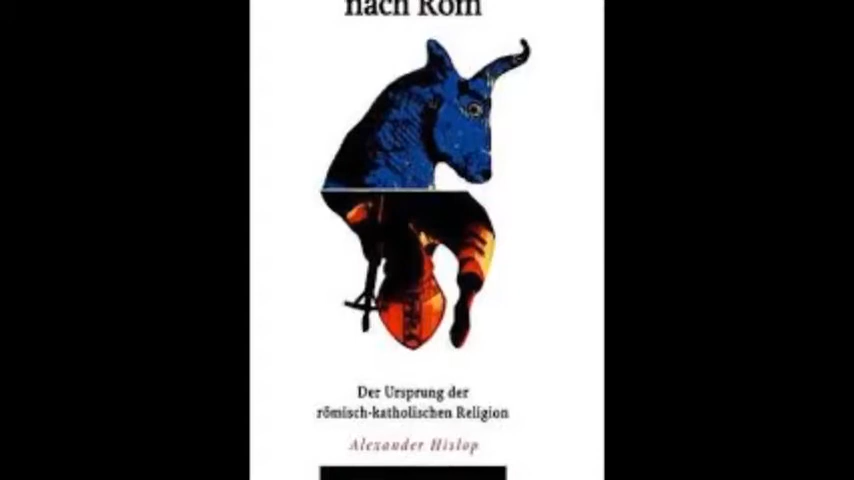 nach Rom
Der Ursprung der
römisch-katholischen Religion
Alexander Hislop